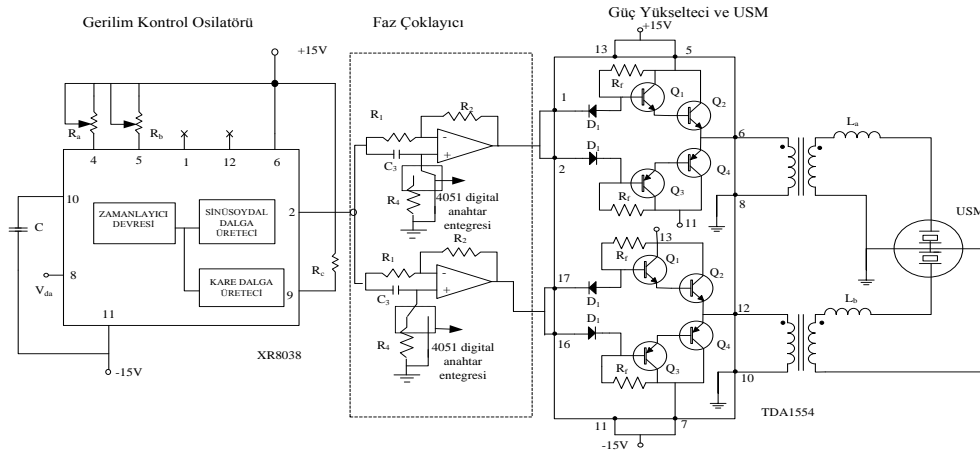 Gerilim Kontrol Osilatörü
Faz Çoklayıcı
Güç Yükselteci ve USM
+15V
Ra
Rb
4
5
1
12
6
10
C
ZAMANLAYICI
DEVRESİ
SİNÜSOYDAL
DALGA
ÜRETECİ
2
8
Vda
KARE DALGA
ÜRETECİ
9
Rc
11
-15V
XR8038
R1
R2
C3
R4
-
+
4051 digital
anahtar
entegresi
R1
R2
C3
R4
-
+
4051 digital
anahtar
entegresi
+15V
13
5
Rf
Q1
Q2
1
D1
6
D1
2
Q4
Q3
Rf
8
11
13
Rf
Q1
Q2
17
D1
12
D1
16
Q4
Q3
Rf
10
11
7
-15V
TDA1554
La
USM
Lb